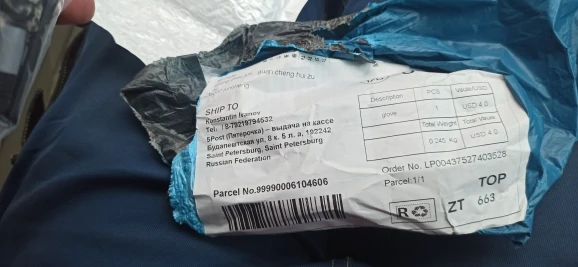 SHIP TO
Konstantin Ivanov
Tel: 8-79219794532
5Post (Пятерочка) – выдача на кассе
Будапештская ул, 8 к. 5 л. а, 192242
Saint Petersburg, Saint Petersburg
Russian Federation
Parcel No.99990006104606
Description PCS Value/USD
glove 1 USD 4.0
Total Weight Total Value
0.245 KG USD 4.0
Order No. LP00437527403528
Parcel:1/1
TOP
R ZT 663